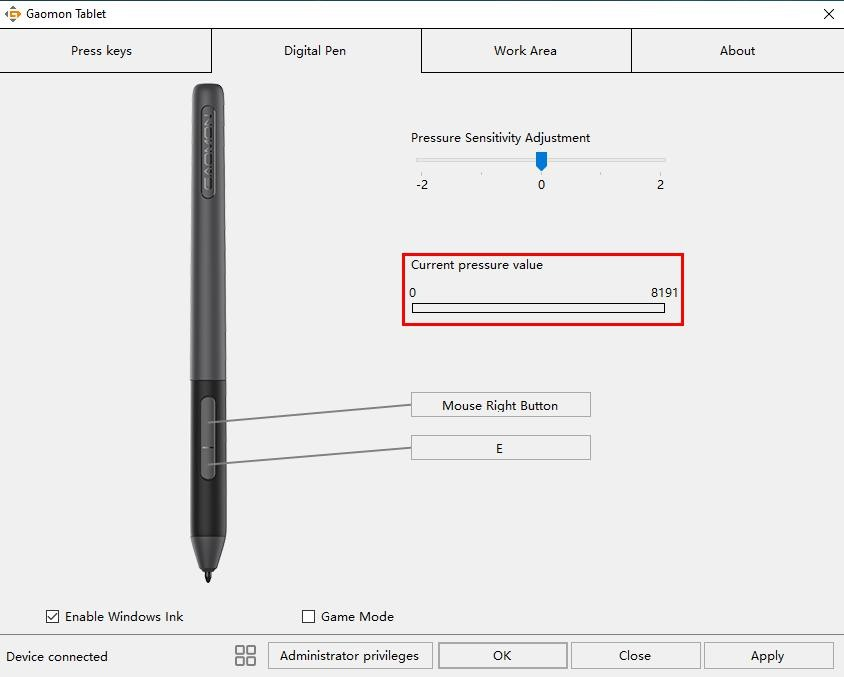 Gaomon Tablet
Press keys
Digital Pen
Work Area
About
GAOMON
Pressure Sensitivity Adjustment
-2 0 2
Current pressure value
0 8191
Mouse Right Button
E
Enable Windows Ink
Game Mode
Device connected
Administrator privileges
OK
Close
Apply